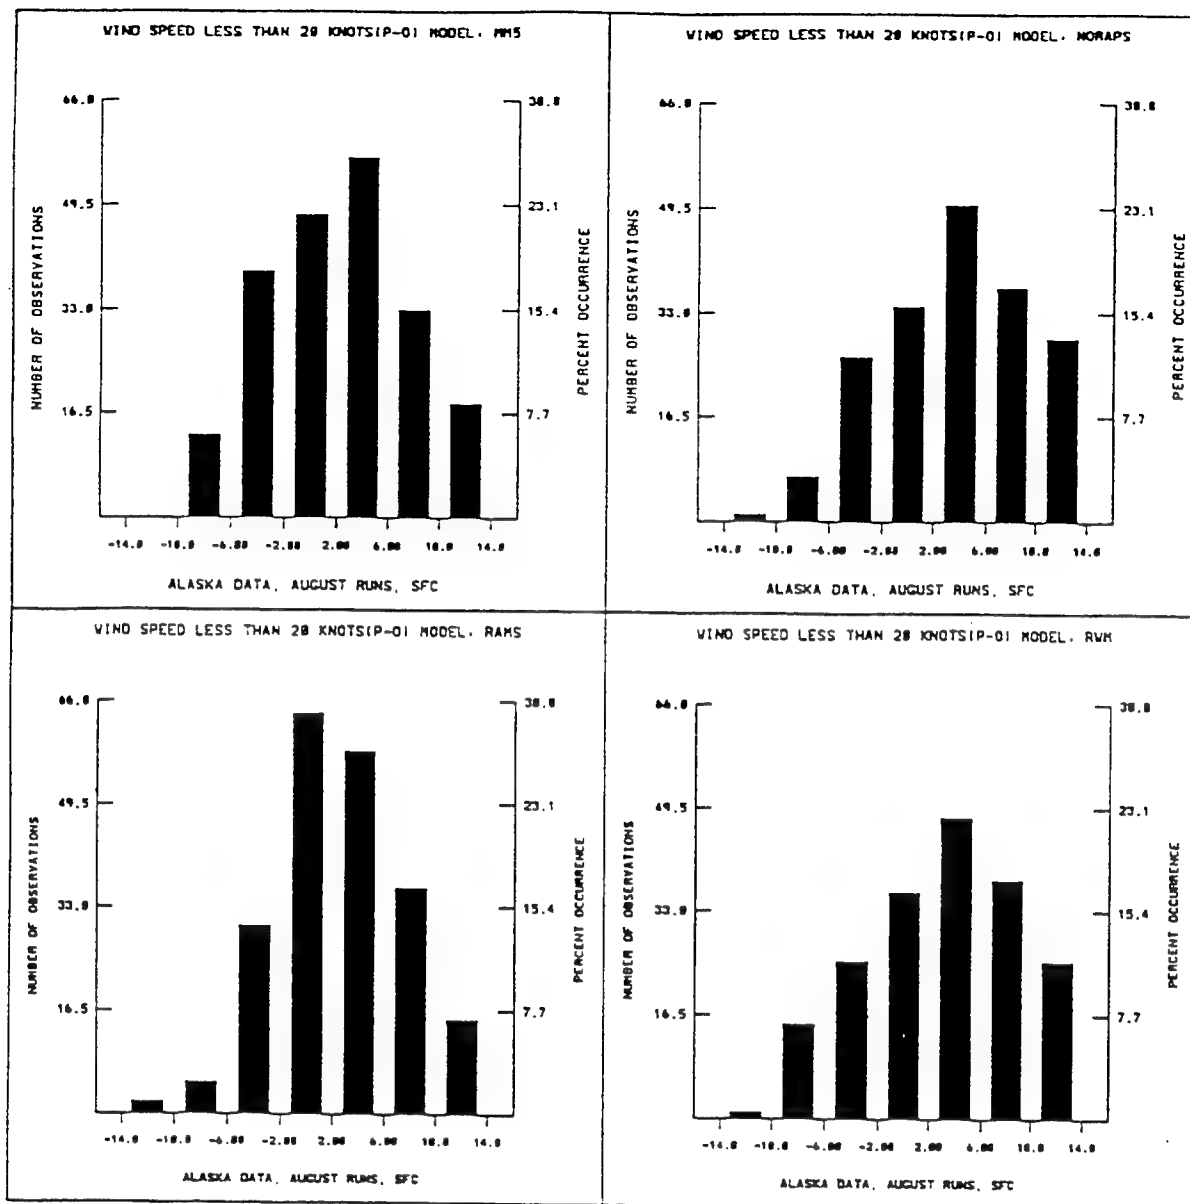 WIND SPEED LESS THAN 20 KNOTS(P-O) MODEL. MM5
66.0
49.5
33.0
16.5
30.8
23.1
15.4
7.7
NUMBER OF OBSERVATIONS
PERCENT OCCURRENCE
-14.0 -10.0 -6.00 -2.00 2.00 6.00 10.0 14.0
ALASKA DATA, AUGUST RUNS, SFC
WIND SPEED LESS THAN 20 KNOTS(P-O) MODEL. NORAPS
66.0
49.5
33.0
16.5
30.8
23.1
15.4
7.7
NUMBER OF OBSERVATIONS
PERCENT OCCURRENCE
-14.0 -10.0 -6.00 -2.00 2.00 6.00 10.0 14.0
ALASKA DATA, AUGUST RUNS, SFC
WIND SPEED LESS THAN 20 KNOTS(P-O) MODEL. RAMS
66.0
49.5
33.0
16.5
30.8
23.1
15.4
7.7
NUMBER OF OBSERVATIONS
PERCENT OCCURRENCE
-14.0 -10.0 -6.00 -2.00 2.00 6.00 10.0 14.0
ALASKA DATA, AUGUST RUNS, SFC
WIND SPEED LESS THAN 20 KNOTS(P-O) MODEL. RWM
66.0
49.5
33.0
16.5
30.8
23.1
15.4
7.7
NUMBER OF OBSERVATIONS
PERCENT OCCURRENCE
-14.0 -10.0 -6.00 -2.00 2.00 6.00 10.0 14.0
ALASKA DATA, AUGUST RUNS, SFC